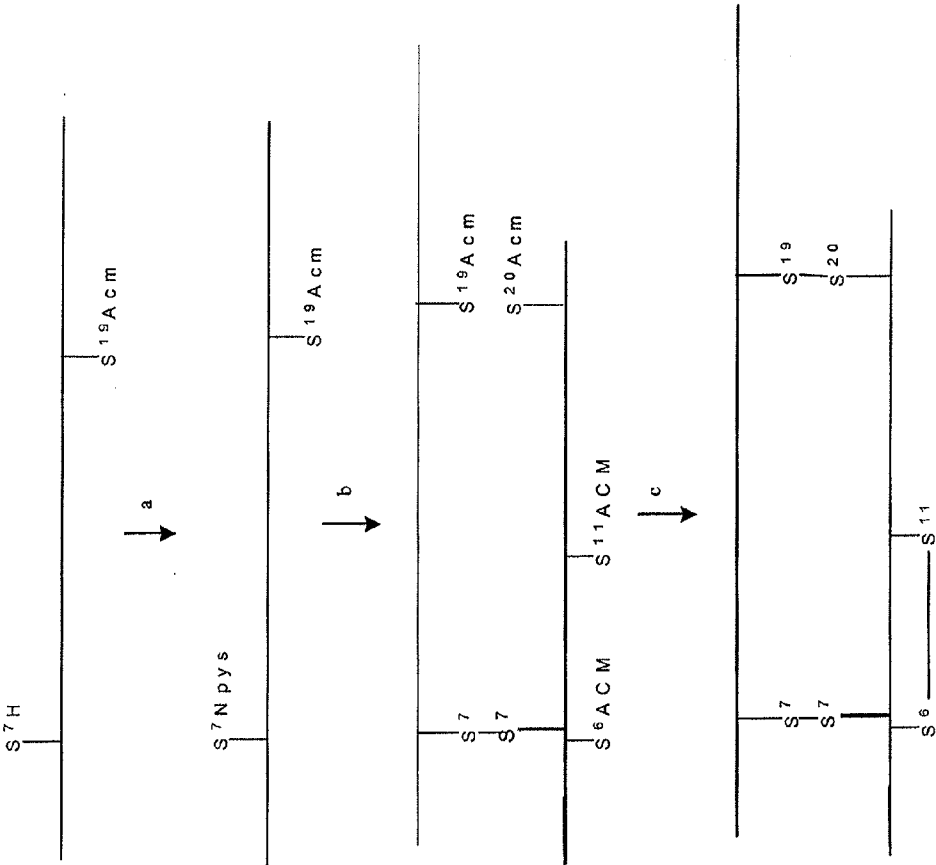 S⁷H
S¹⁹Acm
a
S⁷Npys
S¹⁹Acm
b
S¹⁹Acm
S²⁰Acm
S⁷
S⁷
S⁶ACM
S¹¹ACM
c
S¹⁹
S²⁰
S⁷
S⁷
S⁶
S¹¹